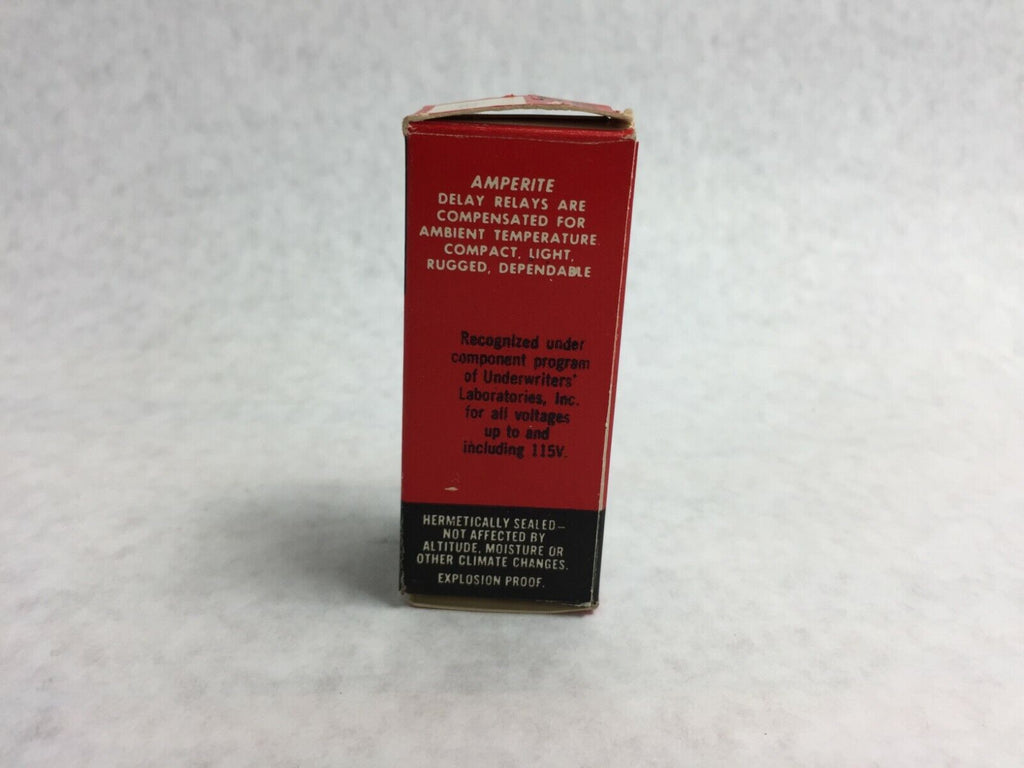 AMPERITE
DELAY RELAYS ARE
COMPENSATED FOR
AMBIENT TEMPERATURE.
COMPACT, LIGHT,
RUGGED, DEPENDABLE
Recognized under
component program
of Underwriters'
Laboratories, Inc.
for all voltages
up to and
including 115V.
HERMETICALLY SEALED—
NOT AFFECTED BY
ALTITUDE, MOISTURE OR
OTHER CLIMATE CHANGES.
EXPLOSION PROOF.